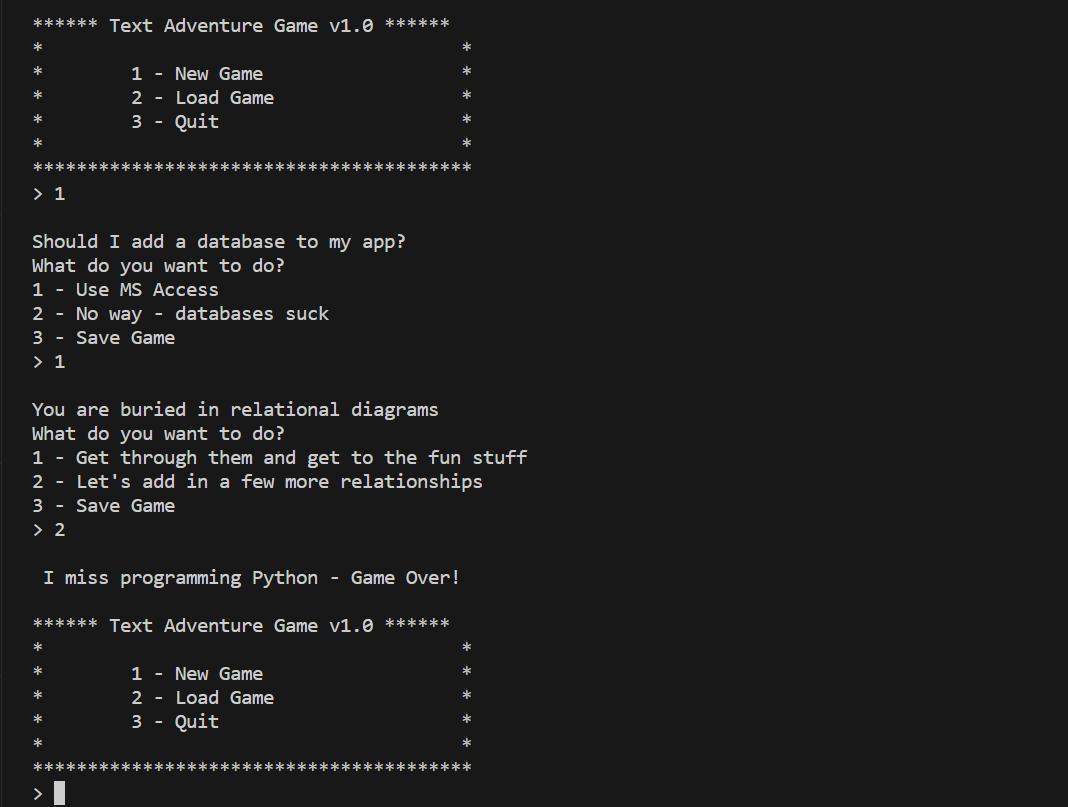 ****** Text Adventure Game v1.0 ******
*                                       *
*        1 - New Game                   *
*        2 - Load Game                  *
*        3 - Quit                       *
*                                       *
****************************************
> 1
Should I add a database to my app?
What do you want to do?
1 - Use MS Access
2 - No way - databases suck
3 - Save Game
> 1
You are buried in relational diagrams
What do you want to do?
1 - Get through them and get to the fun stuff
2 - Let's add in a few more relationships
3 - Save Game
> 2
I miss programming Python - Game Over!
****** Text Adventure Game v1.0 ******
*                                       *
*        1 - New Game                   *
*        2 - Load Game                  *
*        3 - Quit                       *
*                                       *
****************************************
>